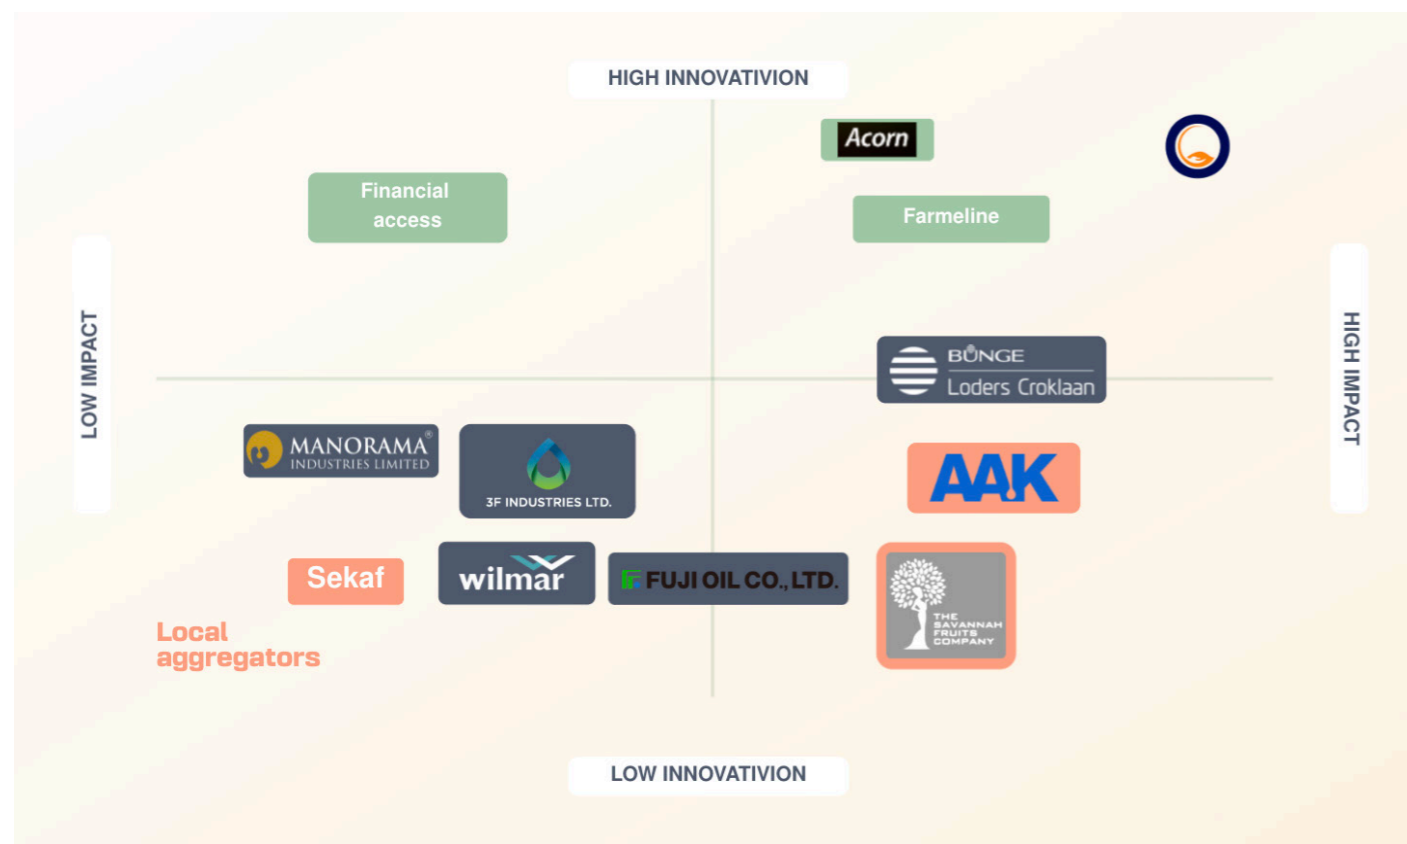 HIGH INNOVATIVION
Acorn
Financial
access
Farmeline
LOW IMPACT
HIGH IMPACT
BUNGE
Loders Croklaan
MANORAMA®
INDUSTRIES LIMITED
3F INDUSTRIES LTD.
AAK
Sekaf
wilmar
FUJI OIL CO., LTD.
THE
SAVANNAH
FRUITS
COMPANY
Local
aggregators
LOW INNOVATIVION